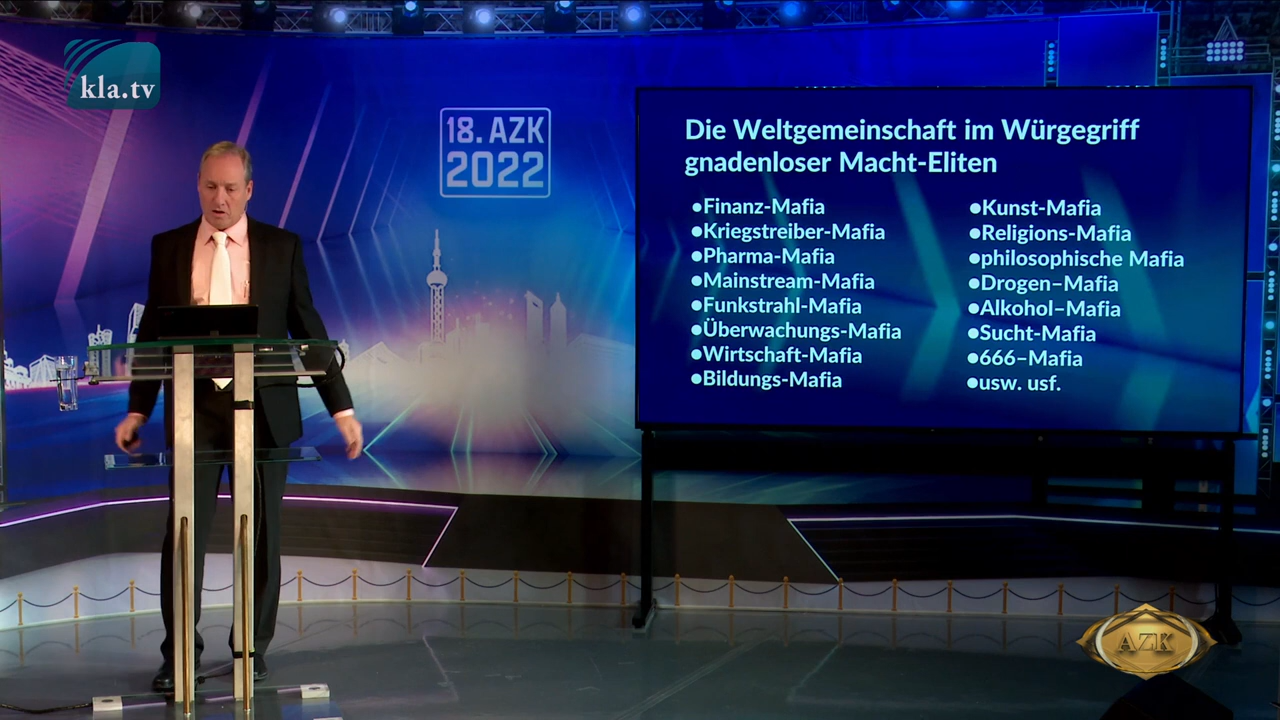 kla.tv
18. AZK
2022
Die Weltgemeinschaft im Würgegriff
gnadenloser Macht-Eliten
●Finanz-Mafia
●Kriegstreiber-Mafia
●Pharma-Mafia
●Mainstream-Mafia
●Funkstrahl-Mafia
●Überwachungs-Mafia
●Wirtschaft-Mafia
●Bildungs-Mafia
●Kunst-Mafia
●Religions-Mafia
●philosophische Mafia
●Drogen–Mafia
●Alkohol–Mafia
●Sucht-Mafia
●666–Mafia
●usw. usf.
AZK